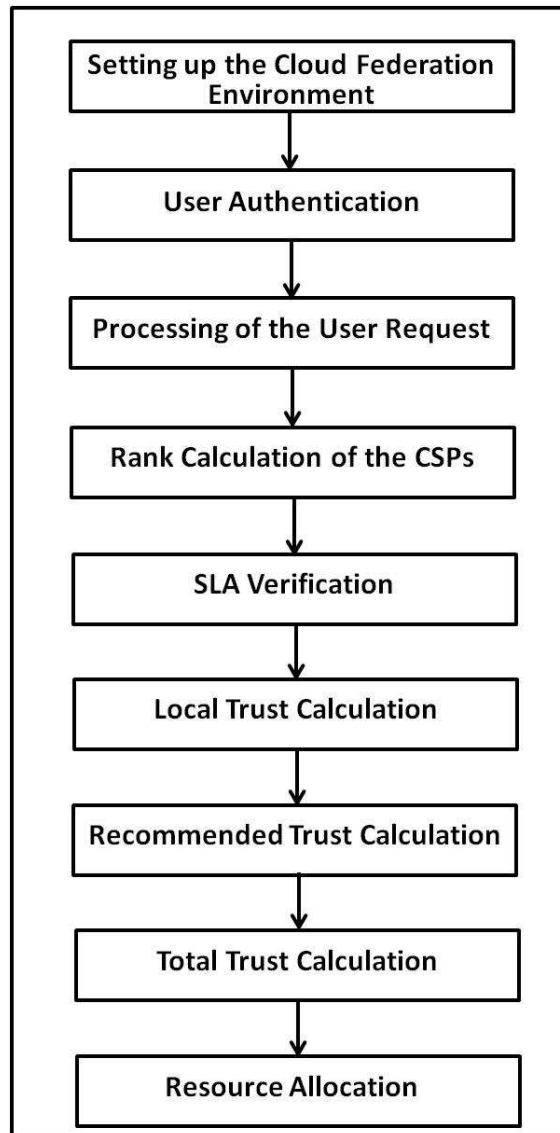 Setting up the Cloud Federation
Environment
User Authentication
Processing of the User Request
Rank Calculation of the CSPs
SLA Verification
Local Trust Calculation
Recommended Trust Calculation
Total Trust Calculation
Resource Allocation